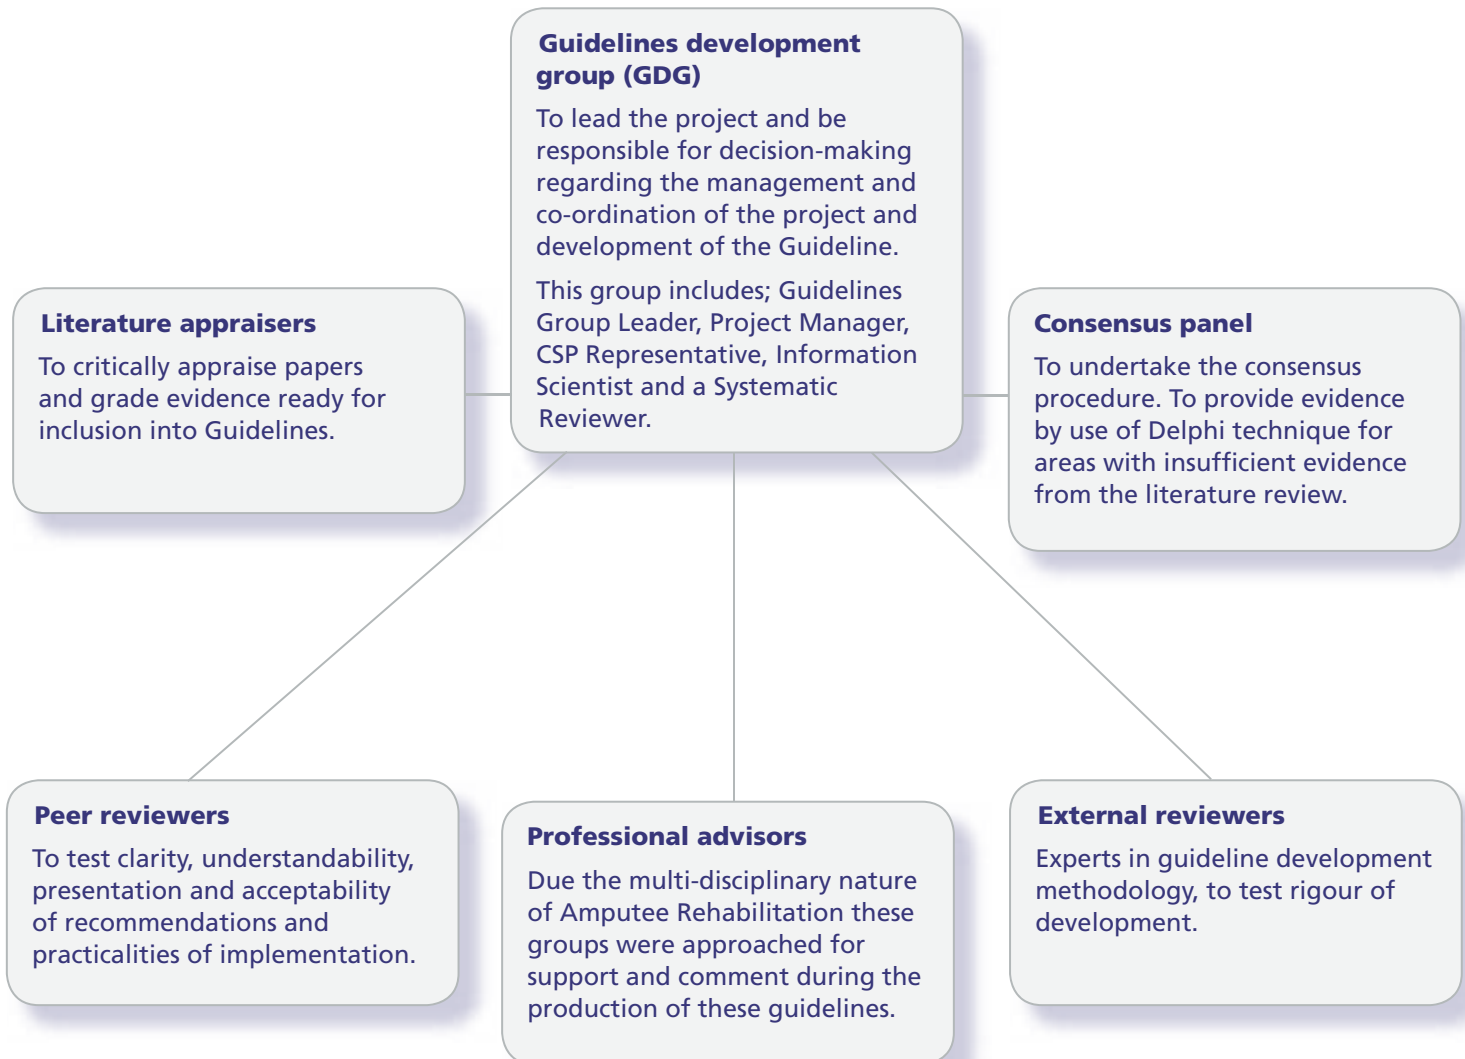 Guidelines development
group (GDG)
To lead the project and be
responsible for decision-making
regarding the management and
co-ordination of the project and
development of the Guideline.
This group includes; Guidelines
Group Leader, Project Manager,
CSP Representative, Information
Scientist and a Systematic
Reviewer.
Literature appraisers
To critically appraise papers
and grade evidence ready for
inclusion into Guidelines.
Consensus panel
To undertake the consensus
procedure. To provide evidence
by use of Delphi technique for
areas with insufficient evidence
from the literature review.
Peer reviewers
To test clarity, understandability,
presentation and acceptability
of recommendations and
practicalities of implementation.
Professional advisors
Due the multi-disciplinary nature
of Amputee Rehabilitation these
groups were approached for
support and comment during the
production of these guidelines.
External reviewers
Experts in guideline development
methodology, to test rigour of
development.